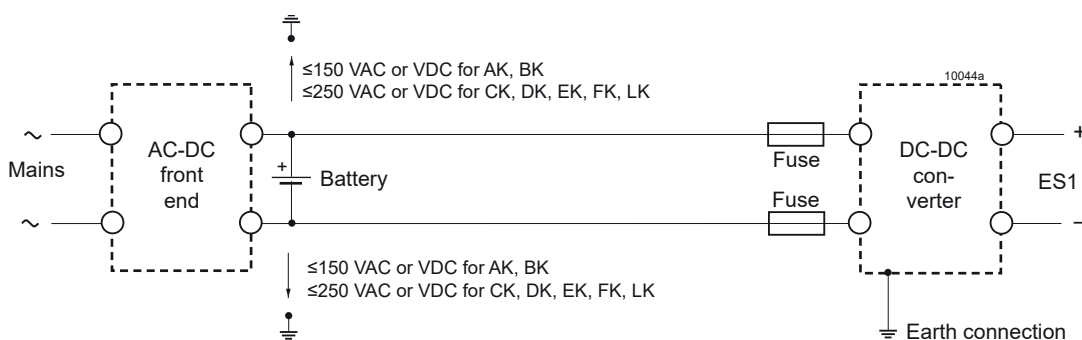 ≤150 VAC or VDC for AK, BK
≤250 VAC or VDC for CK, DK, EK, FK, LK
10044a
~
Mains
~
AC-DC
front
end
+
Battery
Fuse
Fuse
DC-DC
con-
verter
+
ES1
–
≤150 VAC or VDC for AK, BK
≤250 VAC or VDC for CK, DK, EK, FK, LK
Earth connection